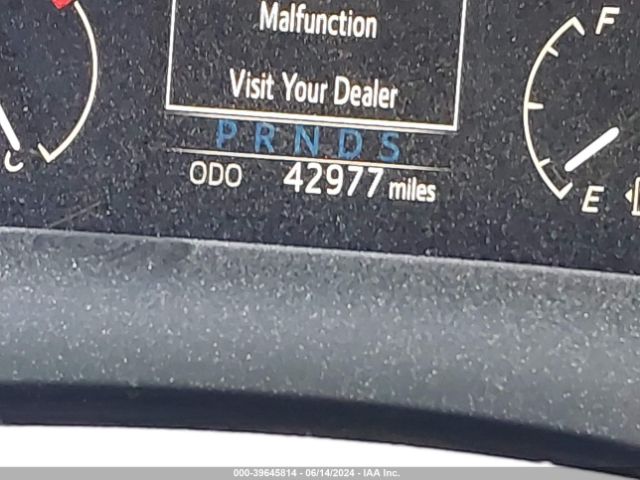 Malfunction
Visit Your Dealer
P R N D S
ODO 42977 miles
F
E
C
000-39645814 - 06/14/2024 - IAA Inc.